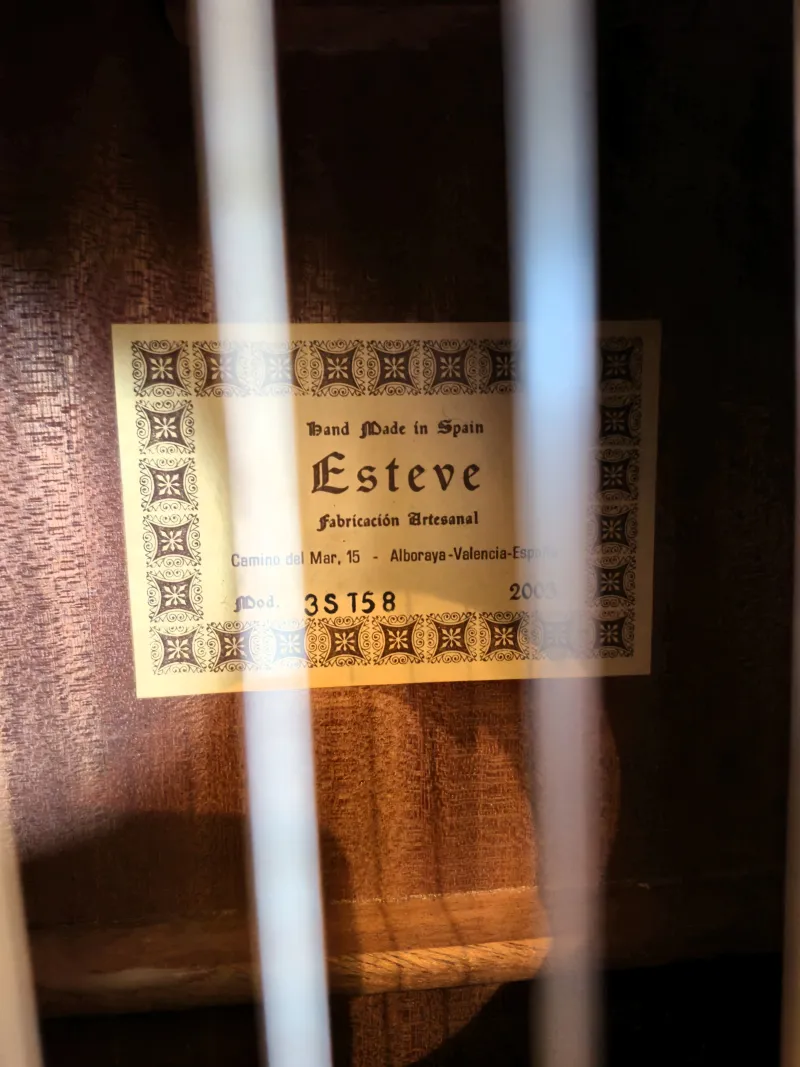 Hand Made in Spain
Esteve
Fabricación Artesanal
Camino del Mar, 15 - Alboraya-Valencia-España
Mod. 3ST58